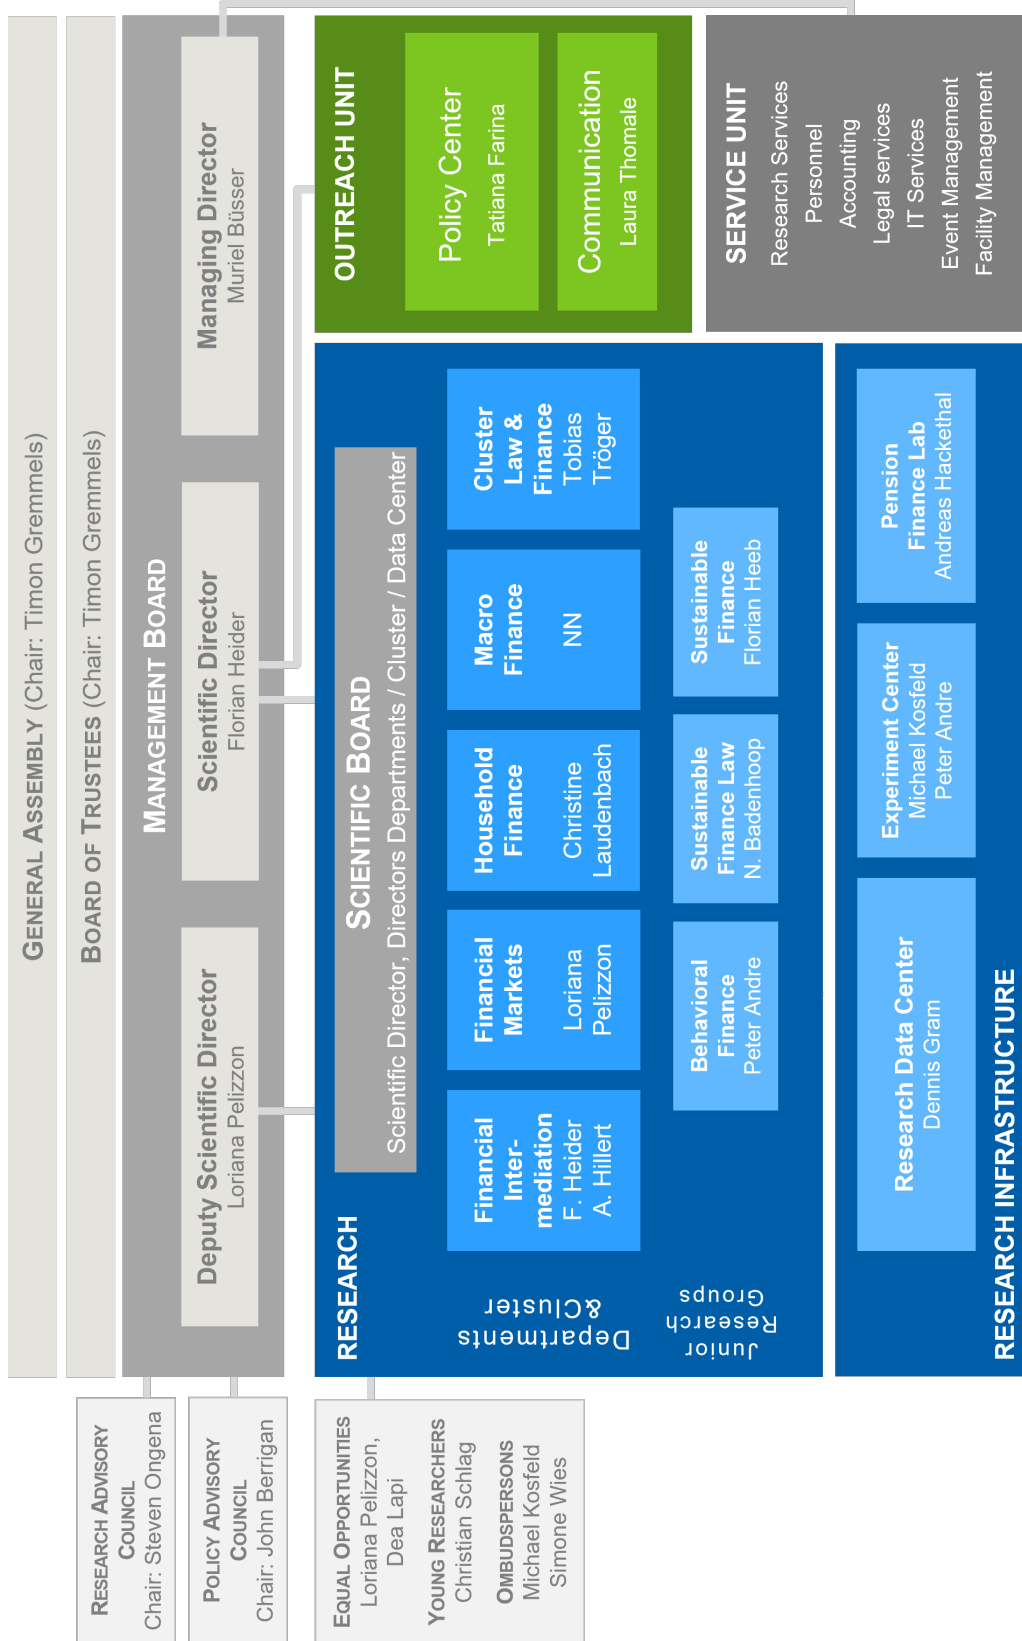 GENERAL ASSEMBLY (Chair: Timon Gremmels)
BOARD OF TRUSTEES (Chair: Timon Gremmels)
MANAGEMENT BOARD
Deputy Scientific Director
Loriana Pelizzon
Scientific Director
Florian Heider
Managing Director
Muriel Büsser
RESEARCH ADVISORY
COUNCIL
Chair: Steven Ongena
POLICY ADVISORY
COUNCIL
Chair: John Berrigan
EQUAL OPPORTUNITIES
Loriana Pelizzon,
Dea Lapi
YOUNG RESEARCHERS
Christian Schlag
OMBUDSPERSONS
Michael Kosfeld
Simone Wies
RESEARCH
SCIENTIFIC BOARD
Scientific Director, Directors Departments / Cluster / Data Center
Departments
&Cluster
Financial
Inter-
mediation
F. Heider
A. Hillert
Financial
Markets
Loriana
Pelizzon
Household
Finance
Christine
Laudenbach
Macro
Finance
NN
Cluster
Law &
Finance
Tobias
Tröger
Junior
Research
Groups
Behavioral
Finance
Peter Andre
Sustainable
Finance Law
N. Badenhoop
Sustainable
Finance
Florian Heeb
OUTREACH UNIT
Policy Center
Tatiana Farina
Communication
Laura Thomale
RESEARCH INFRASTRUCTURE
Research Data Center
Dennis Gram
Experiment Center
Michael Kosfeld
Peter Andre
Pension
Finance Lab
Andreas Hackethal
SERVICE UNIT
Research Services
Personnel
Accounting
Legal services
IT Services
Event Management
Facility Management